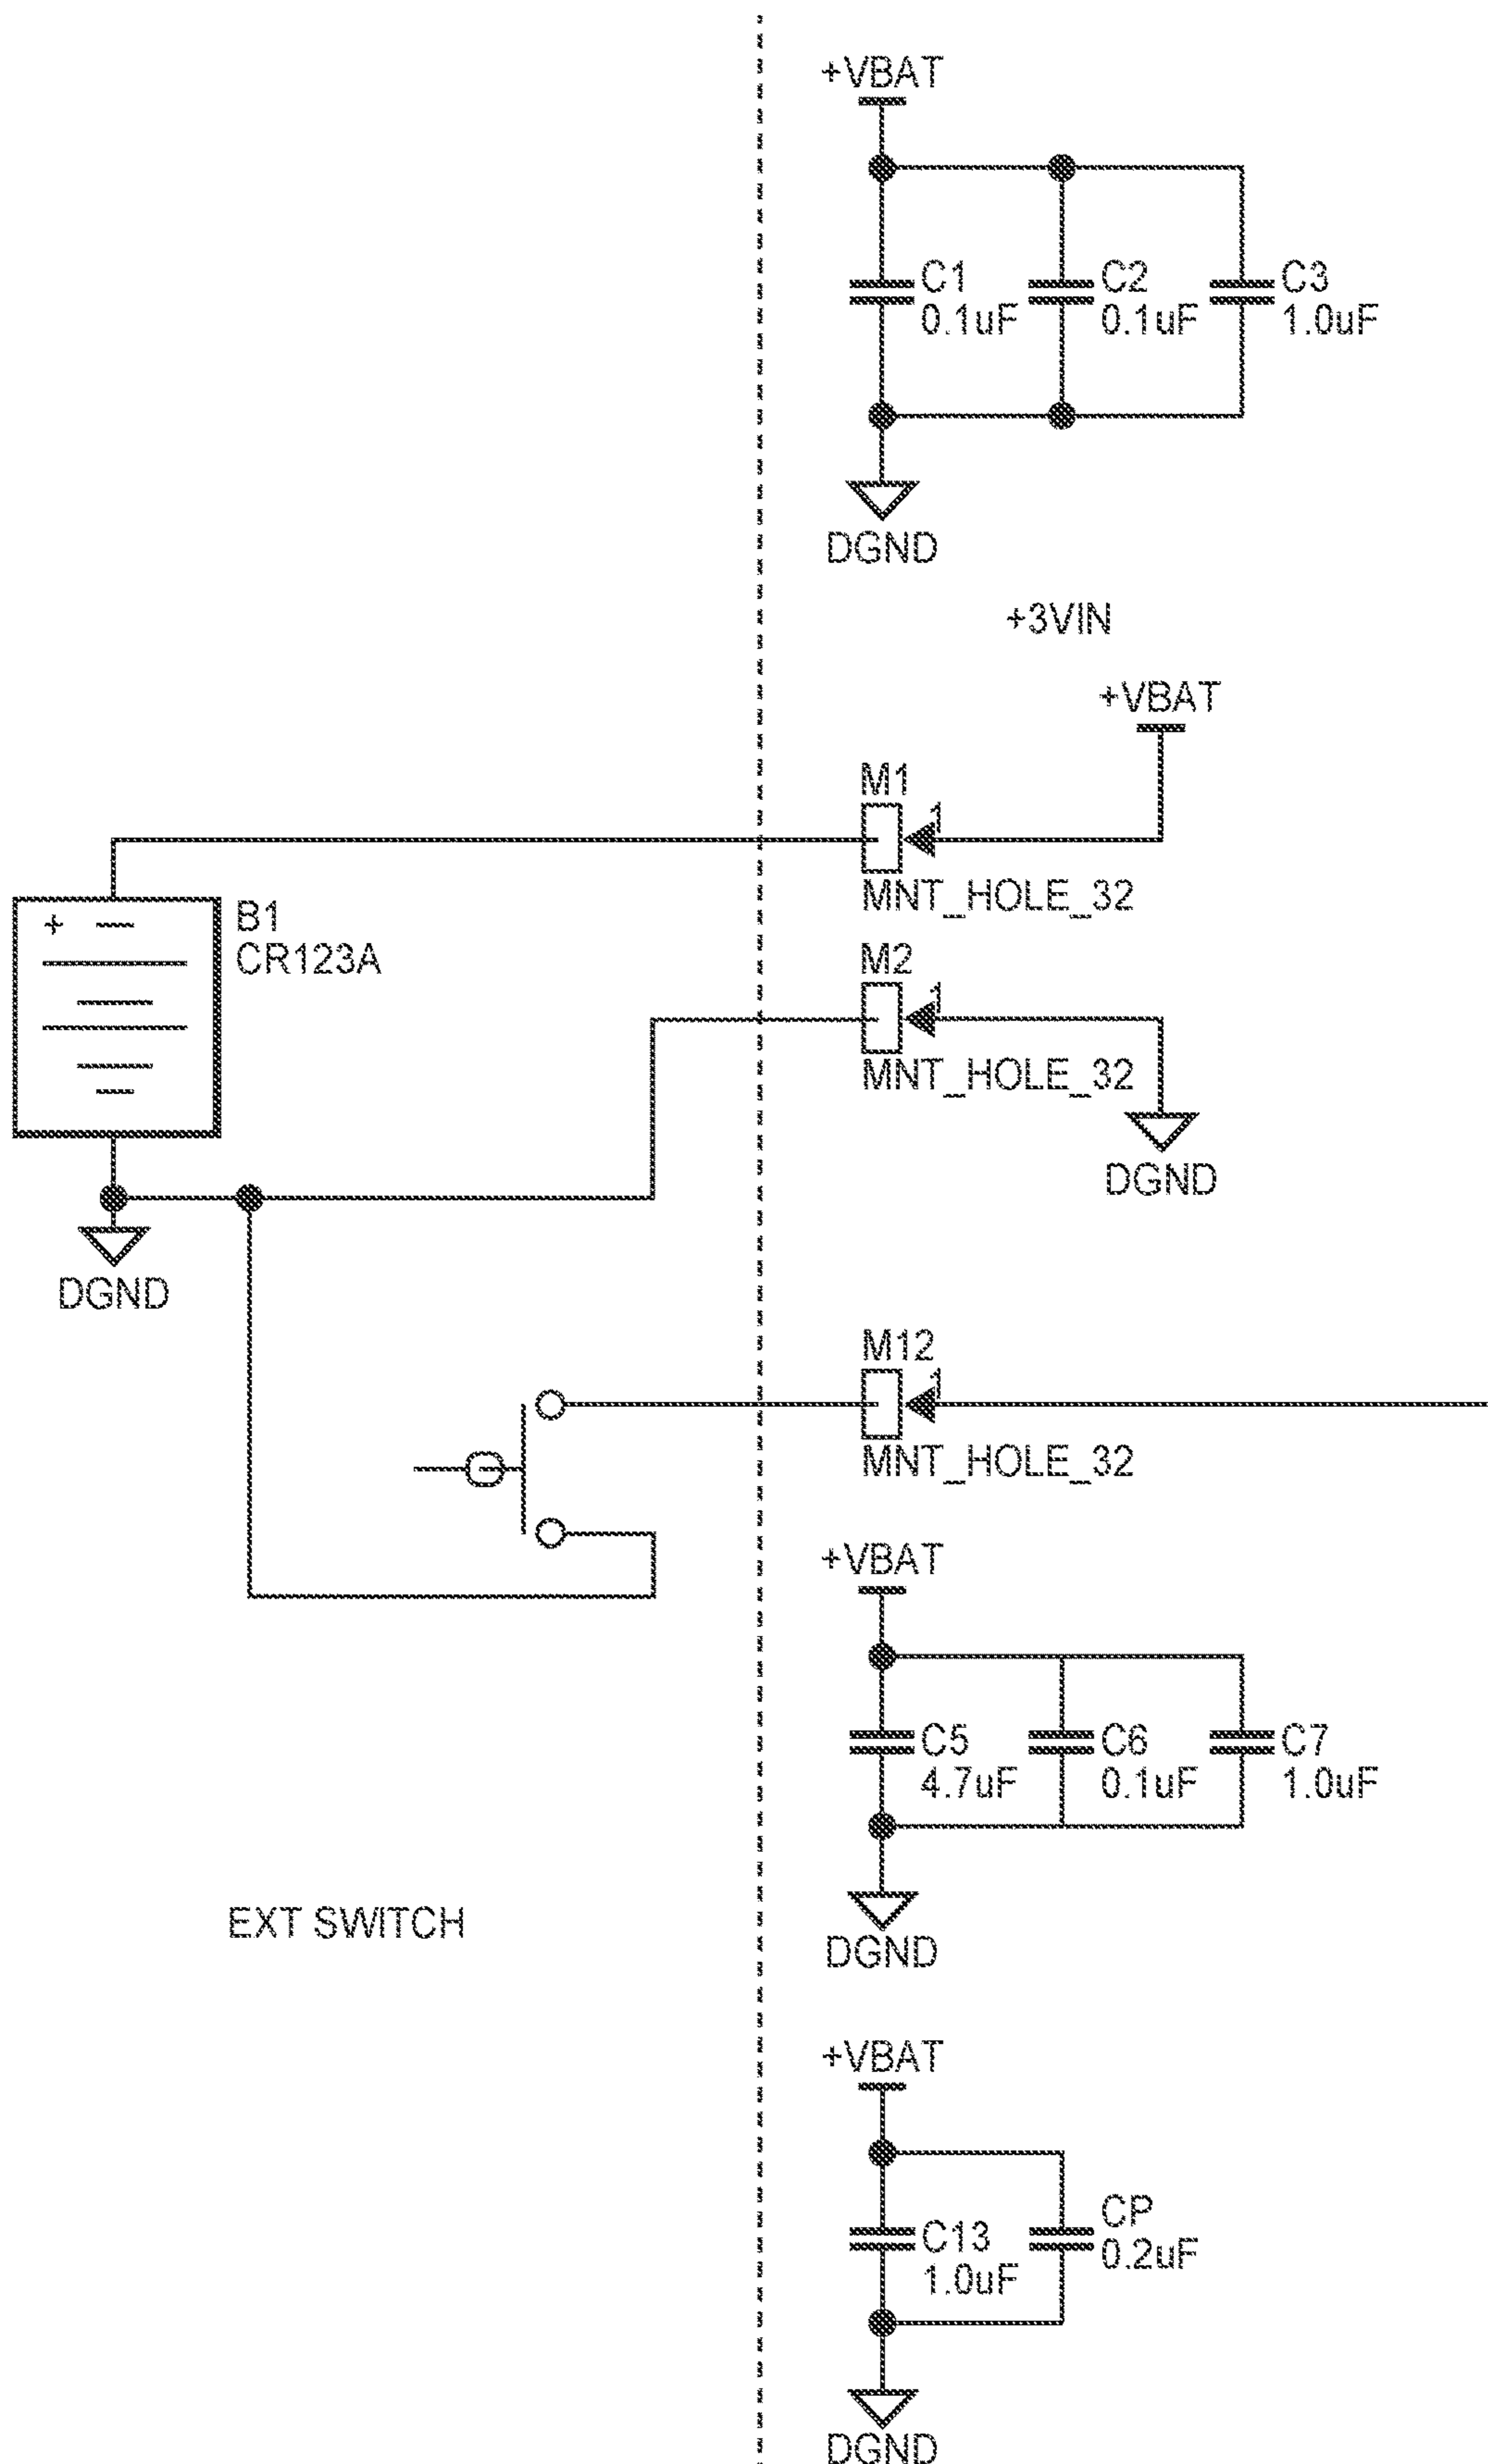 +VBAT
C1
0.1uF
C2
0.1uF
C3
1.0uF
DGND
+3VIN
+VBAT
M1
1
MNT_HOLE_32
B1
CR123A
+
M2
1
MNT_HOLE_32
DGND
DGND
M12
1
MNT_HOLE_32
+VBAT
C5
4.7uF
C6
0.1uF
C7
1.0uF
EXT SWITCH
DGND
+VBAT
C13
1.0uF
CP
0.2uF
DGND